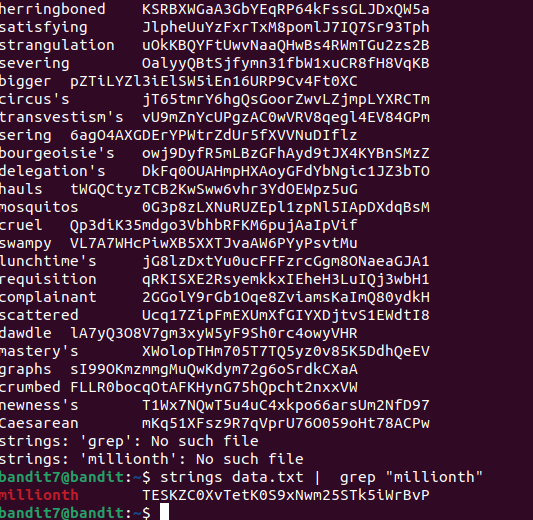 herringboned    KSRBXWGaA3GbYEqRP64kFssGLJDxQW5a
satisfying      JlpheUuYzFxrTxM8pomlJ7IQ7Sr93Tph
strangulation   uOkKBQYFtUwvNaaQHwBs4RWmTGu2zs2B
severing        OalyyQBtSjfymn31fbW1xuCR8fH8VqKB
bigger  pZTiLYZl3iElSW5iEn16URP9Cv4Ft0XC
circus's        jT65tmrY6hgQsGoorZwvLZjmpLYXRCTm
transvestism's  vU9mZnYcUPgzAC0wVRV8qegl4EV84GPm
sering  6agO4AXGDErYPWtrZdUr5fXVVNuDIflz
bourgeoisie's   owj9DyfR5mLBzGFhAyd9tJX4KYBnSMzZ
delegation's    DkFq0OUAHmpHXAoyGFdYbNgic1JZ3bTO
hauls   tWGQCtyzTCB2KwSww6vhr3YdOEWpz5uG
mosquitos       0G3p8zLXNuRUZEpl1zpNl5IApDXdqBsM
cruel   Qp3diK35mdgo3VbhbRFKM6pujAaIpVif
swampy  VL7A7WHcPiwXB5XXTJvaAW6PYyPsvtMu
lunchtime's     jG8lzDxtYu0ucFFFzrcGgm8ONaeaGJA1
requisition     qRKISXE2RsyemkkxIEheH3LuIQj3wbH1
complainant     2GGolY9rGb1Oqe8ZviamsKaImQ80ydkH
scattered       Ucq17ZipFmEXUmXfGIYXDjtvS1EWdtI8
dawdle  lA7yQ3O8V7gm3xyW5yF9Sh0rc4owyVHR
mastery's       XWolopTHm705T7TQ5yz0v85K5DdhQeEV
graphs  sI99OKmzmmgMuQwKdym72g6oSrdkCXaA
crumbed FLLR0bocqOtAFKHynG75hQpcht2nxxVW
newness's       T1Wx7NQwT5u4uC4xkpo66arsUm2NfD97
Caesarean       mKq51XFsz9R7qVprU76O059oHt78ACPw
strings: 'grep': No such file
strings: 'millionth': No such file
bandit7@bandit:~$ strings data.txt |  grep "millionth"
millionth       TESKZC0XvTetK0S9xNwm25STk5iWrBvP
bandit7@bandit:~$